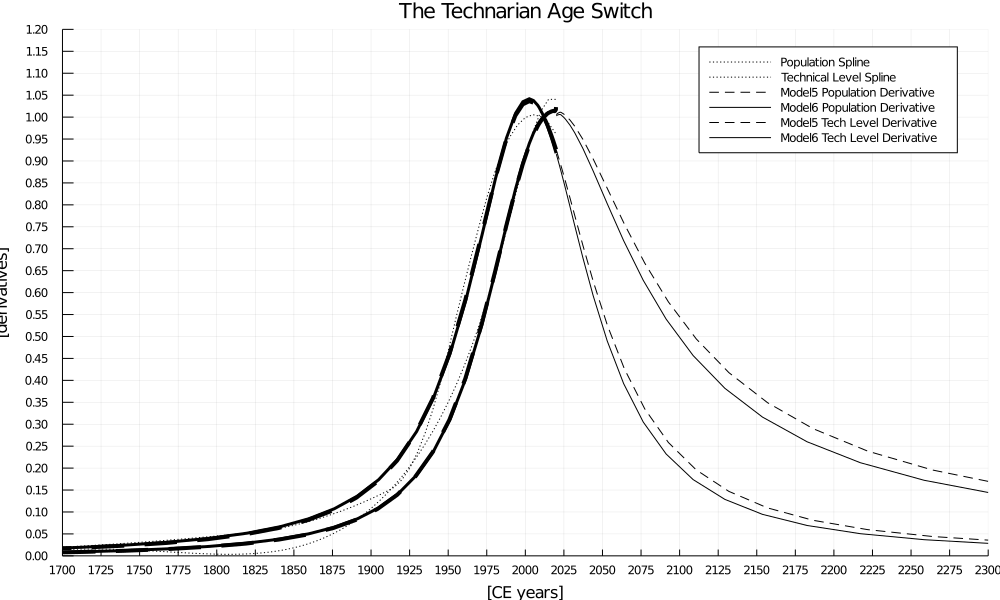 The Technarian Age Switch
1.20
1.15
1.10
1.05
1.00
0.95
0.90
0.85
0.80
0.75
0.70
0.65
0.60
0.55
0.50
0.45
0.40
0.35
0.30
0.25
0.20
0.15
0.10
0.05
0.00
[derivatives]
Population Spline
Technical Level Spline
Model5 Population Derivative
Model6 Population Derivative
Model5 Tech Level Derivative
Model6 Tech Level Derivative
1700 1725 1750 1775 1800 1825 1850 1875 1900 1925 1950 1975 2000 2025 2050 2075 2100 2125 2150 2175 2200 2225 2250 2275 2300
[CE years]